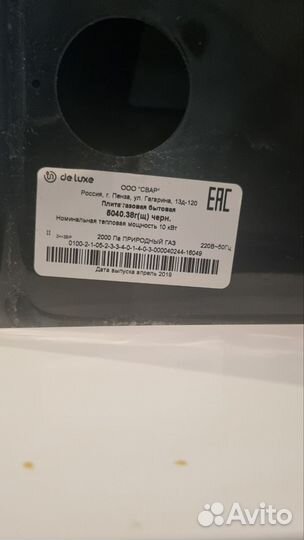 de luxe
ООО "СВАР"
Россия, г. Пенза, ул. Гагарина, 13д-120
Плита газовая бытовая
5040.38г(щ) черн.
Номинальная тепловая мощность 10 кВт
EAC
2000 Па ПРИРОДНЫЙ ГАЗ
220В~50Гц
0100-2-1-05-2-3-3-4-0-1-4-0-3-000040244-16049
Дата выпуска апрель 2019
Avito